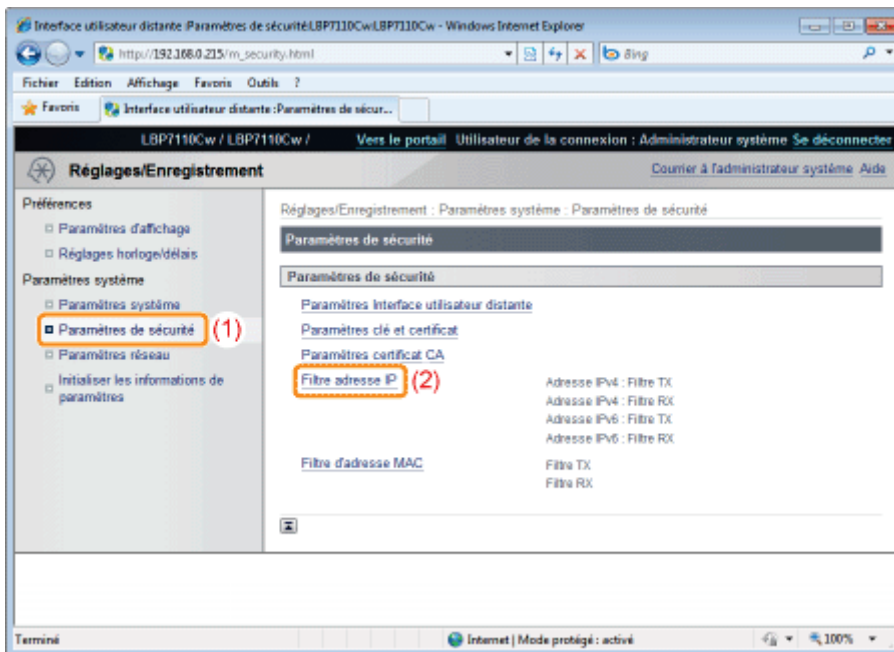 Interface utilisateur distante :Paramètres de sécurité:LBP7110Cw:LBP7110Cw - Windows Internet Explorer
http://192.168.0.215/m_security.html
Bing
Fichier Edition Affichage Favoris Outils ?
Favoris
Interface utilisateur distante :Paramètres de sécur...
LBP7110Cw / LBP7110Cw /
Vers le portail Utilisateur de la connexion : Administrateur système Se déconnecter
Réglages/Enregistrement
Courrier à l'administrateur système Aide
Préférences
Paramètres d'affichage
Réglages horloge/délais
Paramètres système
Paramètres système
Paramètres de sécurité (1)
Paramètres réseau
Initialiser les informations de
paramètres
Réglages/Enregistrement : Paramètres système : Paramètres de sécurité
Paramètres de sécurité
Paramètres de sécurité
Paramètres Interface utilisateur distante
Paramètres clé et certificat
Paramètres certificat CA
Filtre adresse IP (2)
Adresse IPv4 : Filtre TX
Adresse IPv4 : Filtre RX
Adresse IPv6 : Filtre TX
Adresse IPv6 : Filtre RX
Filtre d'adresse MAC
Filtre TX
Filtre RX
Terminé
Internet | Mode protégé : activé
100%